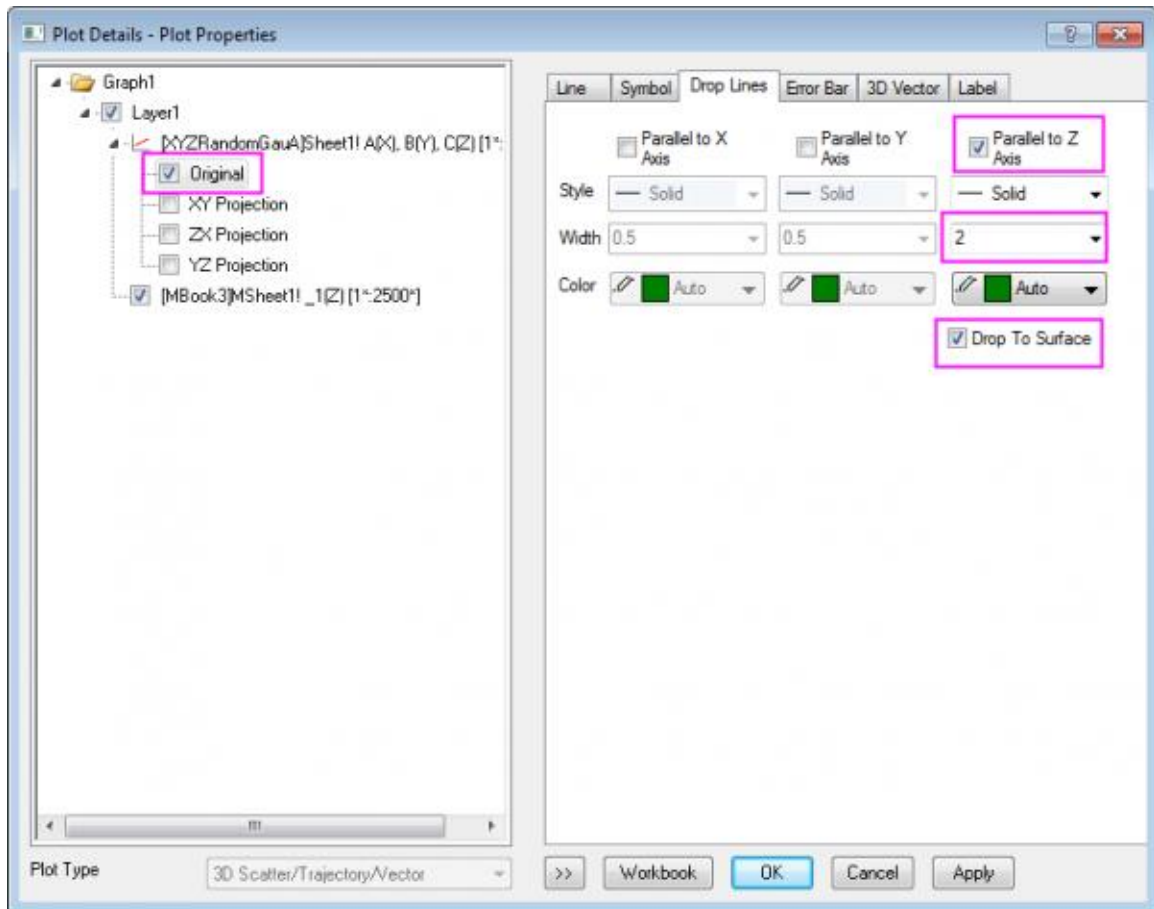 Plot Details - Plot Properties
Graph1
Layer1
[XYZRandomGauA]Sheet1! A(X), B(Y), C(Z) [1*:
Original
XY Projection
ZX Projection
YZ Projection
[MBook3]MSheet1! _1(Z) [1*:2500*]
Plot Type 3D Scatter/Trajectory/Vector
Line Symbol Drop Lines Error Bar 3D Vector Label
Parallel to X Axis Parallel to Y Axis Parallel to Z Axis
Style Solid Solid Solid
Width 0.5 0.5 2
Color Auto Auto Auto
Drop To Surface
>> Workbook OK Cancel Apply